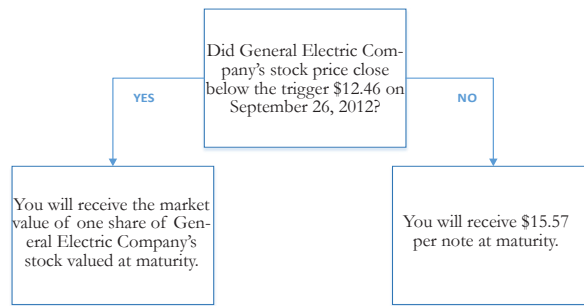 Did General Electric Com-
pany's stock price close
below the trigger $12.46 on
September 26, 2012?
YES
NO
You will receive the market
value of one share of Gen-
eral Electric Company's
stock valued at maturity.
You will receive $15.57
per note at maturity.